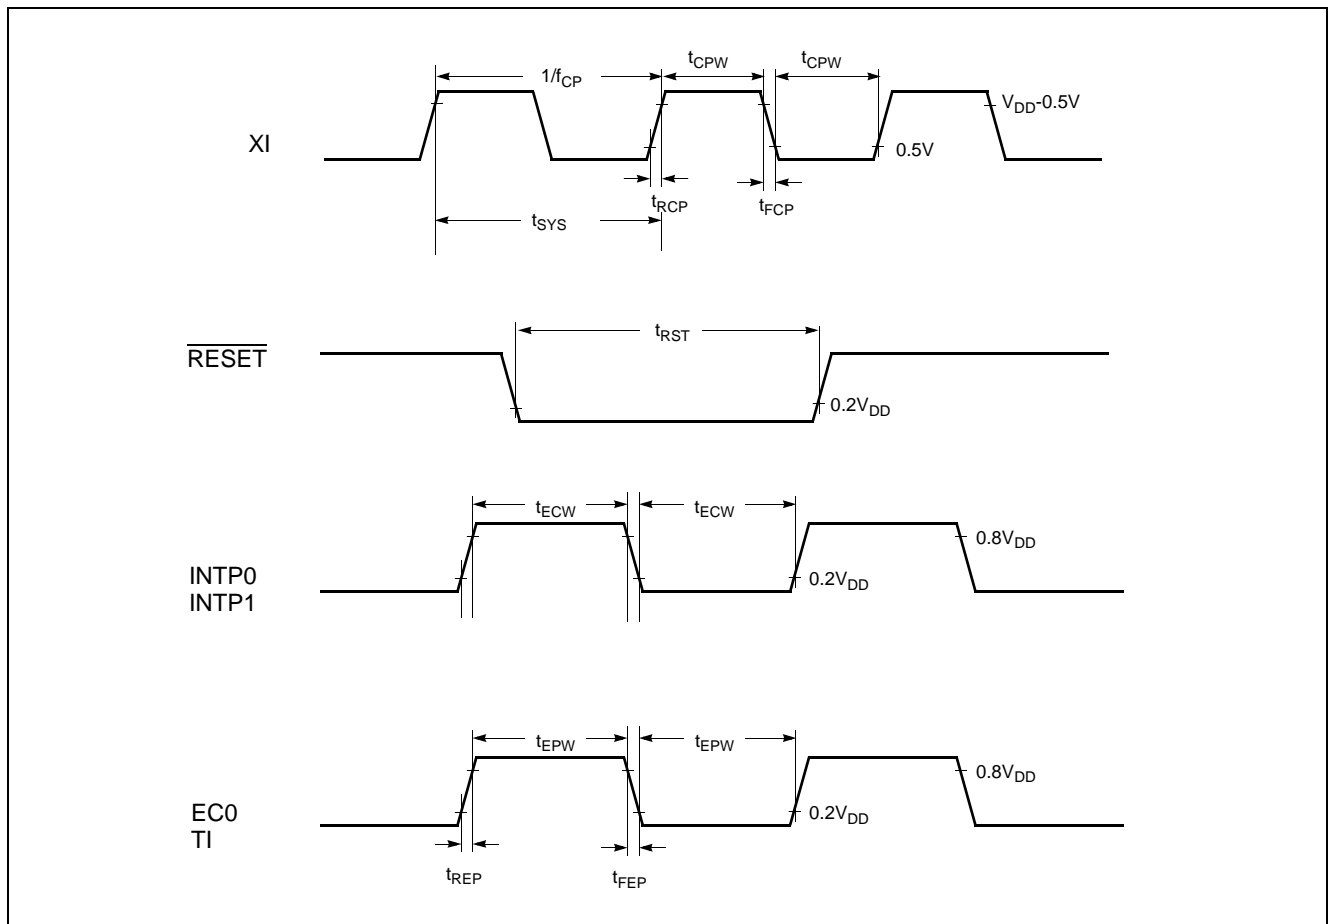 1/fCP tCPW tCPW
VDD-0.5V
XI
0.5V
tRCP tFCP
tSYS
tRST
RESET
0.2VDD
tECW tECW
0.8VDD
INTP0 0.2VDD
INTP1
tEPW tEPW
0.8VDD
EC0 0.2VDD
TI
tREP tFEP